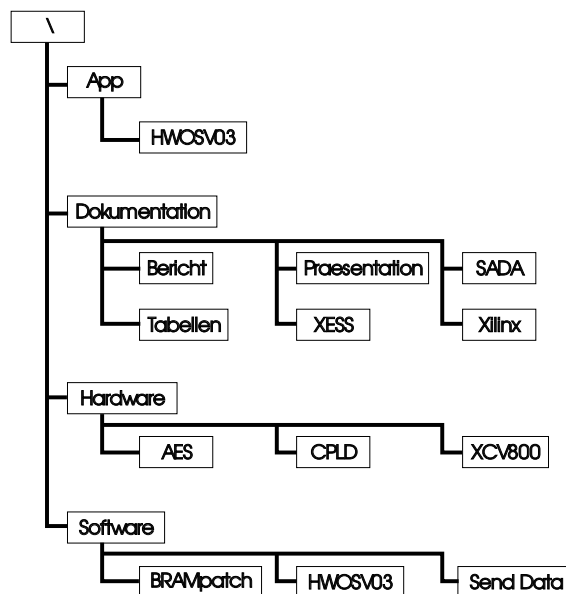 \
App
HWOSV03
Dokumentation
Bericht Praesentation SADA
Tabellen XESS Xilinx
Hardware
AES CPLD XCV800
Software
BRAMpatch HWOSV03 Send Data